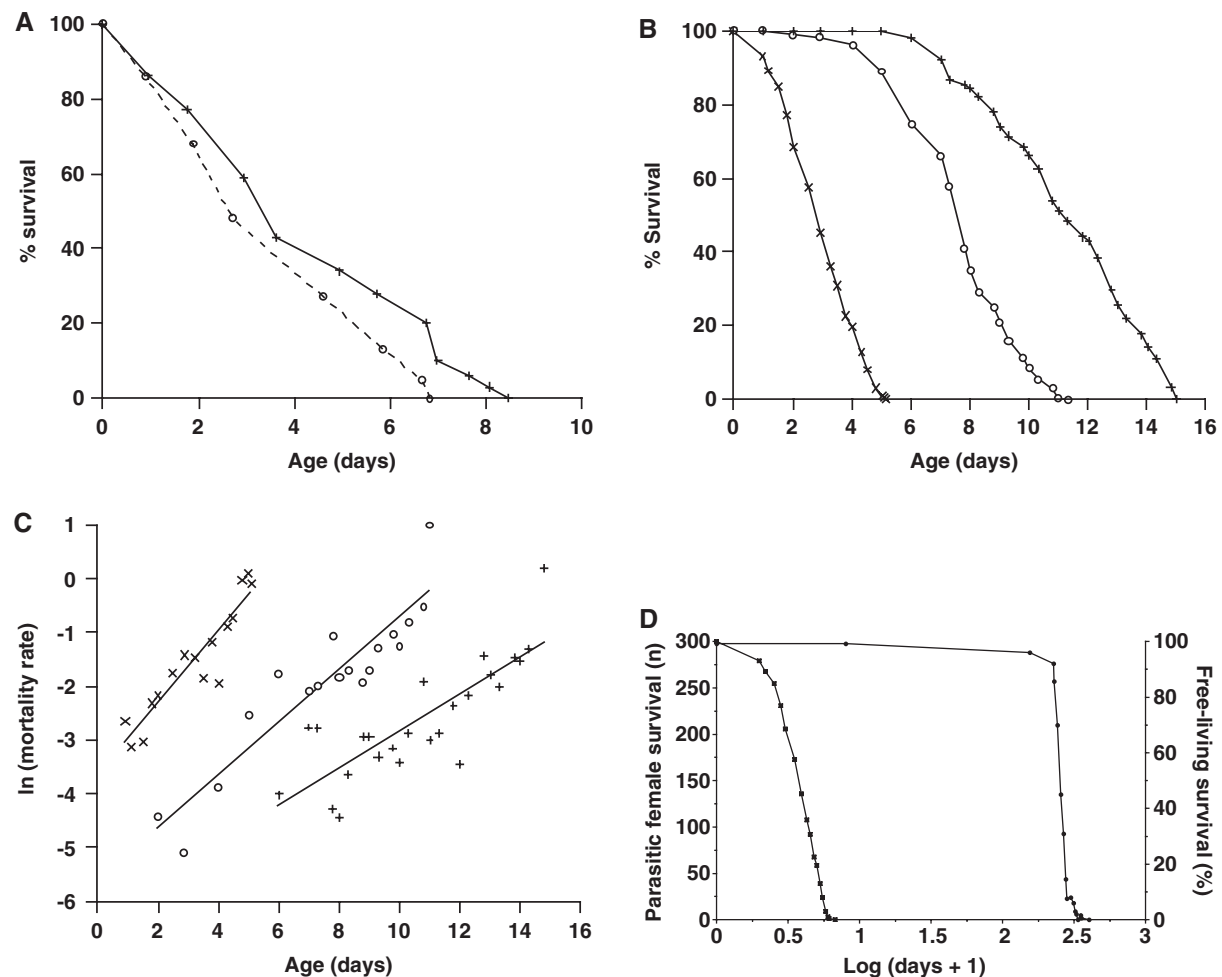 A
100
80
60
40
20
0
% survival
0 2 4 6 8 10
Age (days)
B
100
80
60
40
20
0
% Survival
0 2 4 6 8 10 12 14 16
Age (days)
C
1
0
-1
-2
-3
-4
-5
-6
ln (mortality rate)
0 2 4 6 8 10 12 14 16
Age (days)
D
300
250
200
150
100
50
0
Parasitic female survival (n)
100
80
60
40
20
0
Free-living survival (%)
0 0.5 1 1.5 2 2.5 3
Log (days + 1)